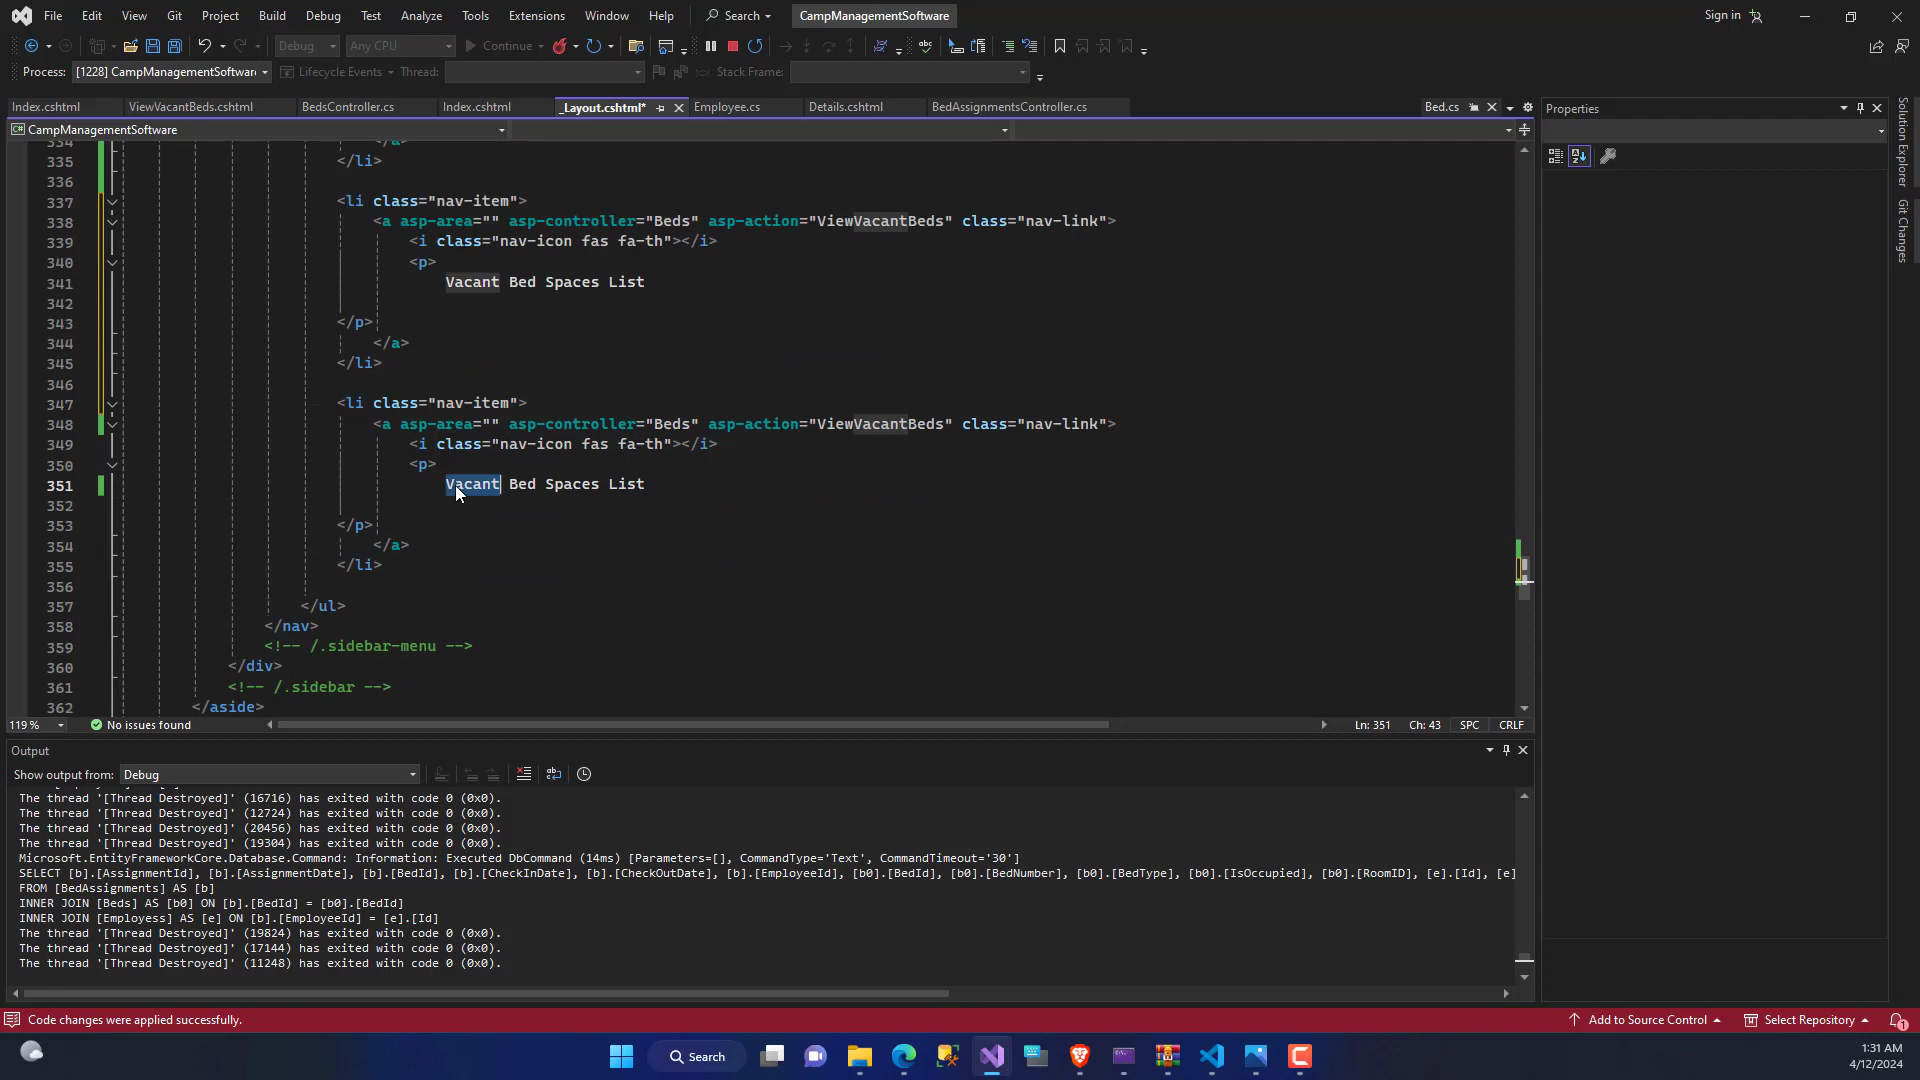 File Edit View Git Project Build Debug Test Analyze Tools Extensions Window Help Search CampManagementSoftware Sign in
Debug Any CPU Continue
Process: [1228] CampManagementSoftware Lifecycle Events Thread: Stack Frame:
Index.cshtml ViewVacantBeds.cshtml BedsController.cs Index.cshtml _Layout.cshtml* Employee.cs Details.cshtml BedAssignmentsController.cs Bed.cs
CampManagementSoftware
334 </a>
335 </li>
336
337 <li class="nav-item">
338 <a asp-area="" asp-controller="Beds" asp-action="ViewVacantBeds" class="nav-link">
339 <i class="nav-icon fas fa-th"></i>
340 <p>
341 Vacant Bed Spaces List
342
343 </p>
344 </a>
345 </li>
346
347 <li class="nav-item">
348 <a asp-area="" asp-controller="Beds" asp-action="ViewVacantBeds" class="nav-link">
349 <i class="nav-icon fas fa-th"></i>
350 <p>
351 Vacant Bed Spaces List
352
353 </p>
354 </a>
355 </li>
356
357 </ul>
358 </nav>
359 <!-- /.sidebar-menu -->
360 </div>
361 <!-- /.sidebar -->
362 </aside>
119 % No issues found Ln: 351 Ch: 43 SPC CRLF
Properties
Solution Explorer
Git Changes
Output
Show output from: Debug
The thread '[Thread Destroyed]' (16716) has exited with code 0 (0x0).
The thread '[Thread Destroyed]' (12724) has exited with code 0 (0x0).
The thread '[Thread Destroyed]' (20456) has exited with code 0 (0x0).
The thread '[Thread Destroyed]' (19304) has exited with code 0 (0x0).
Microsoft.EntityFrameworkCore.Database.Command: Information: Executed DbCommand (14ms) [Parameters=[], CommandType='Text', CommandTimeout='30']
SELECT [b].[AssignmentId], [b].[AssignmentDate], [b].[BedId], [b].[CheckInDate], [b].[CheckOutDate], [b].[EmployeeId], [b0].[BedId], [b0].[BedNumber], [b0].[BedType], [b0].[IsOccupied], [b0].[RoomID], [e].[Id], [e]
FROM [BedAssignments] AS [b]
INNER JOIN [Beds] AS [b0] ON [b].[BedId] = [b0].[BedId]
INNER JOIN [Employess] AS [e] ON [b].[EmployeeId] = [e].[Id]
The thread '[Thread Destroyed]' (19824) has exited with code 0 (0x0).
The thread '[Thread Destroyed]' (17144) has exited with code 0 (0x0).
The thread '[Thread Destroyed]' (11248) has exited with code 0 (0x0).
Code changes were applied successfully. Add to Source Control Select Repository 1
Search
1:31 AM
4/12/2024